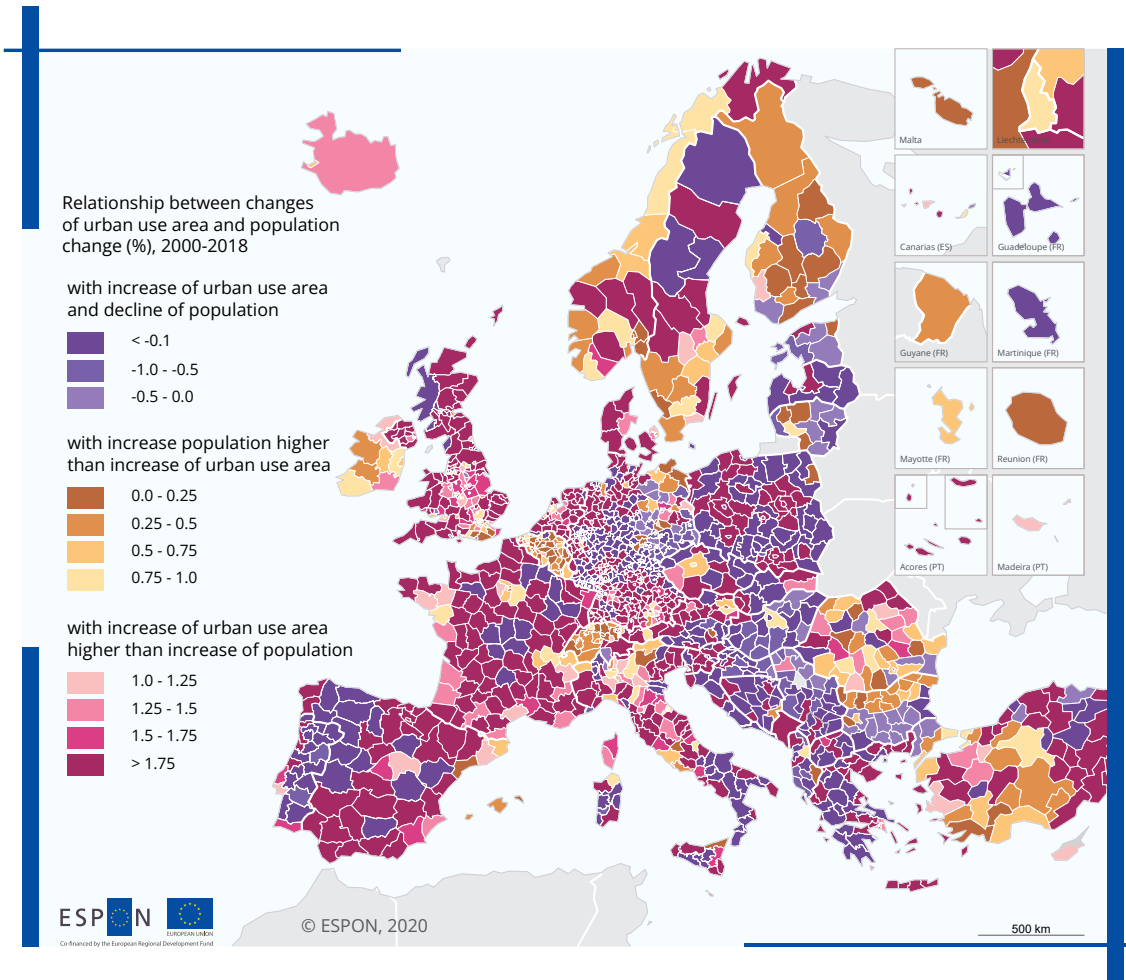 Relationship between changes
of urban use area and population
change (%), 2000-2018
with increase of urban use area
and decline of population
< -0.1
-1.0 - -0.5
-0.5 - 0.0
with increase population higher
than increase of urban use area
0.0 - 0.25
0.25 - 0.5
0.5 - 0.75
0.75 - 1.0
with increase of urban use area
higher than increase of population
1.0 - 1.25
1.25 - 1.5
1.5 - 1.75
> 1.75
Malta
Canarias (ES)
Guadeloupe (FR)
Guyane (FR)
Martinique (FR)
Mayotte (FR)
Reunion (FR)
Acores (PT)
Madeira (PT)
ESPON
EUROPEAN UNION
Co-financed by the European Regional Development Fund
© ESPON, 2020
500 km